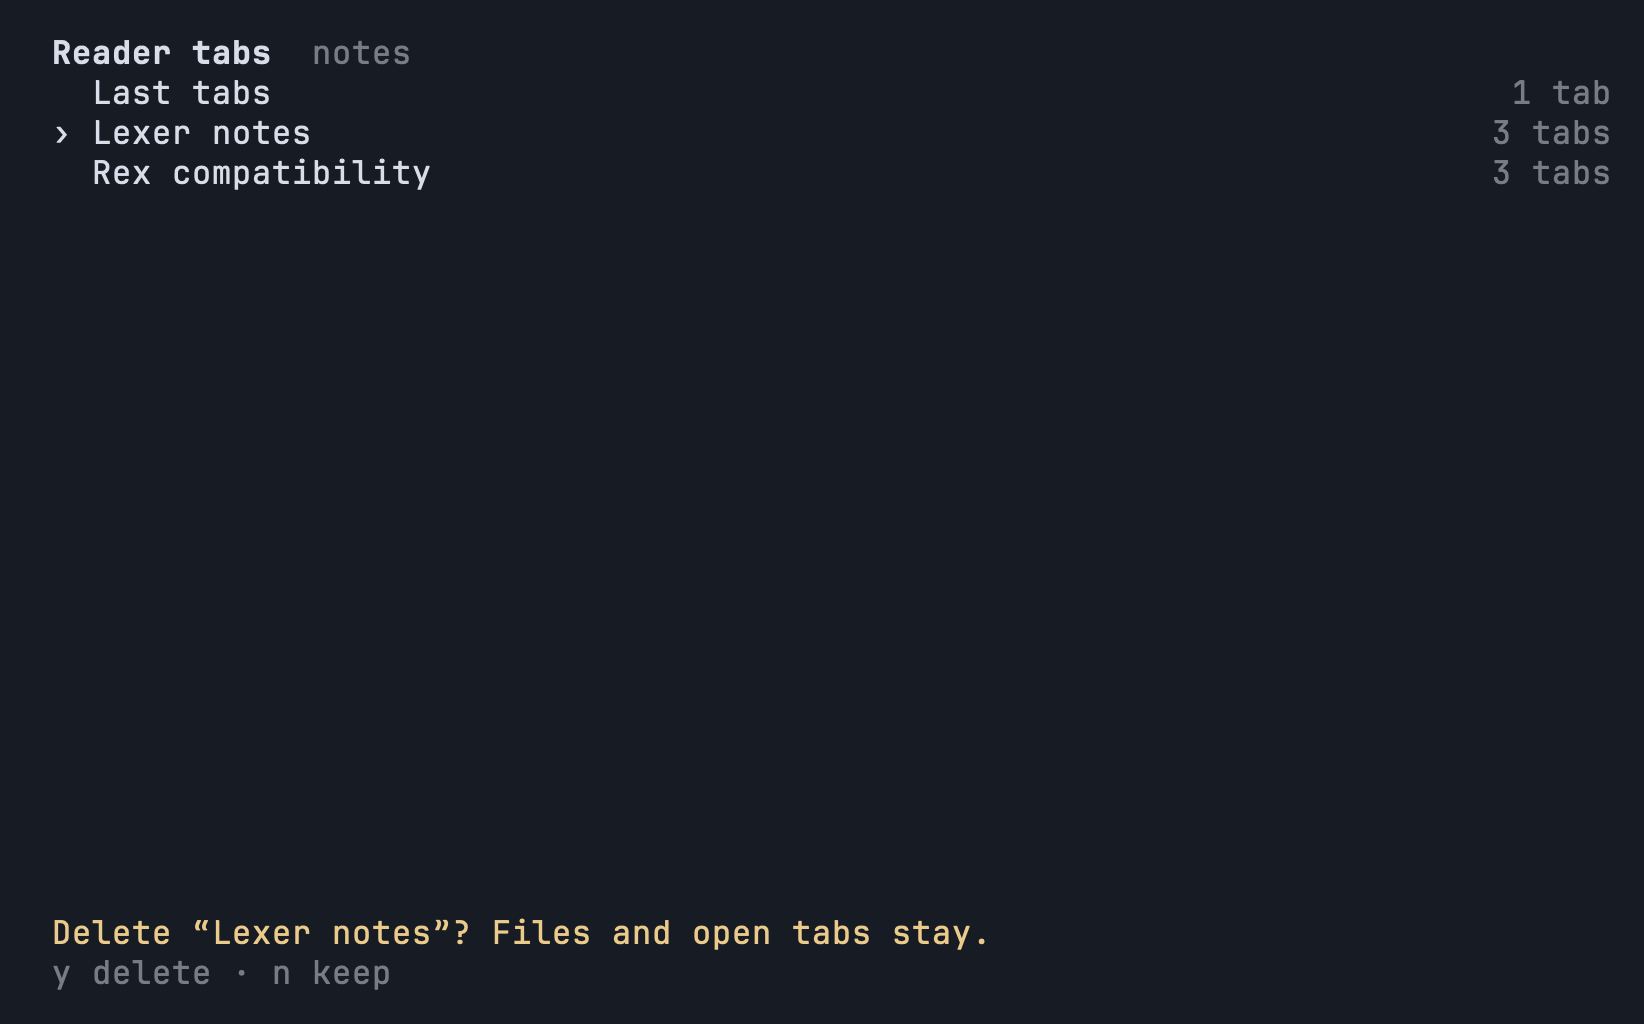 Reader tabs  notes
Last tabs 1 tab
› Lexer notes 3 tabs
Rex compatibility 3 tabs
Delete “Lexer notes”? Files and open tabs stay.
y delete · n keep